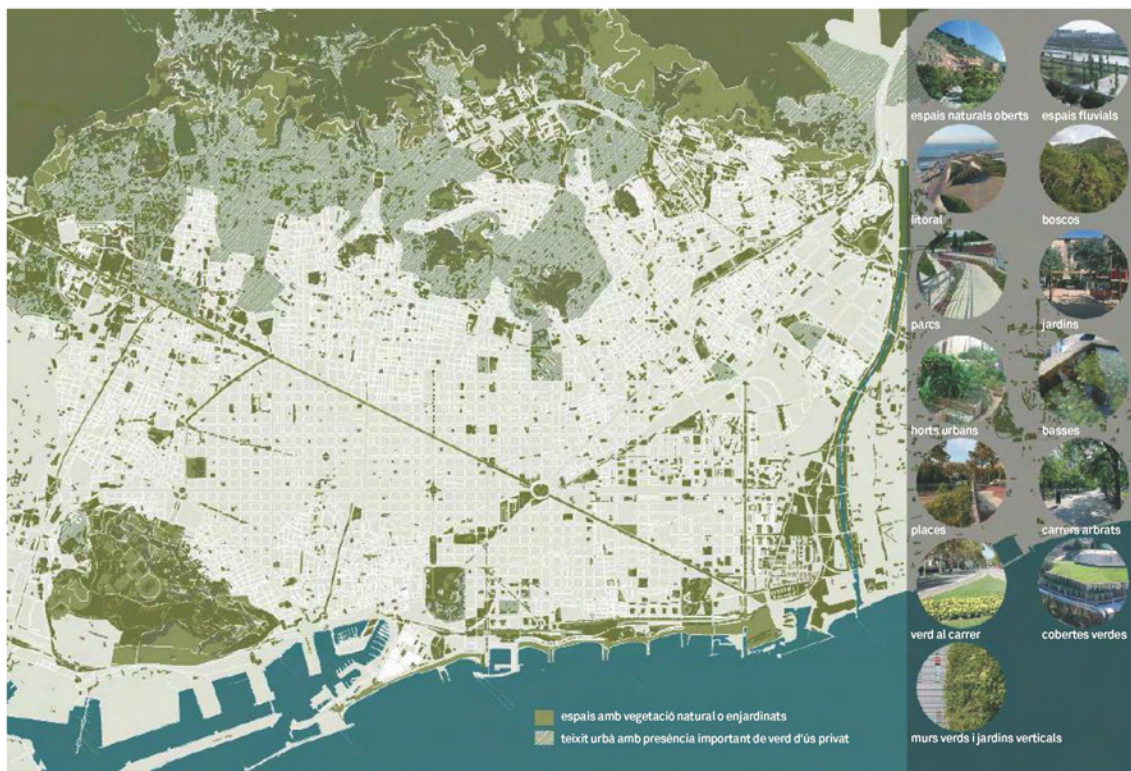 espais naturals oberts
espais fluvials
litoral
boscos
parcs
jardins
horts urbans
basses
places
carrers arbrats
verd al carrer
cobertes verdes
murs verds i jardins verticals
espais amb vegetació natural o enjardinats
teixit urbà amb presència important de verd d'ús privat